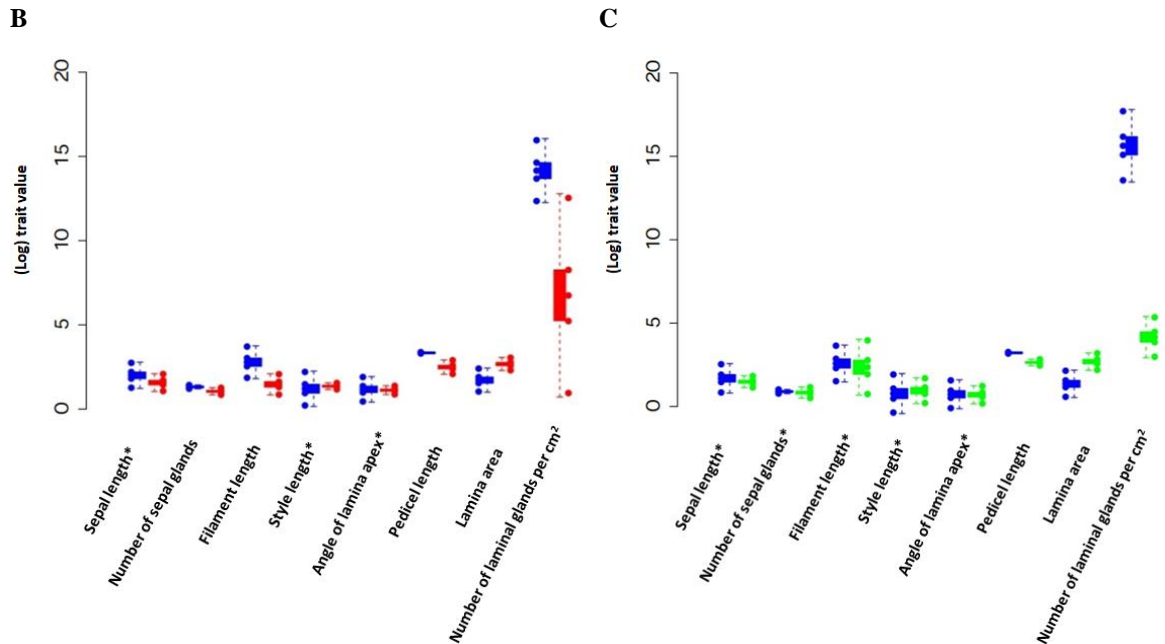 B
(Log) trait value
20
15
10
5
0
Sepal length*
Number of sepal glands
Filament length
Style length*
Angle of lamina apex*
Pedicel length
Lamina area
Number of laminal glands per cm²
C
(Log) trait value
20
15
10
5
0
Sepal length*
Number of sepal glands*
Filament length*
Style length*
Angle of lamina apex*
Pedicel length
Lamina area
Number of laminal glands per cm²